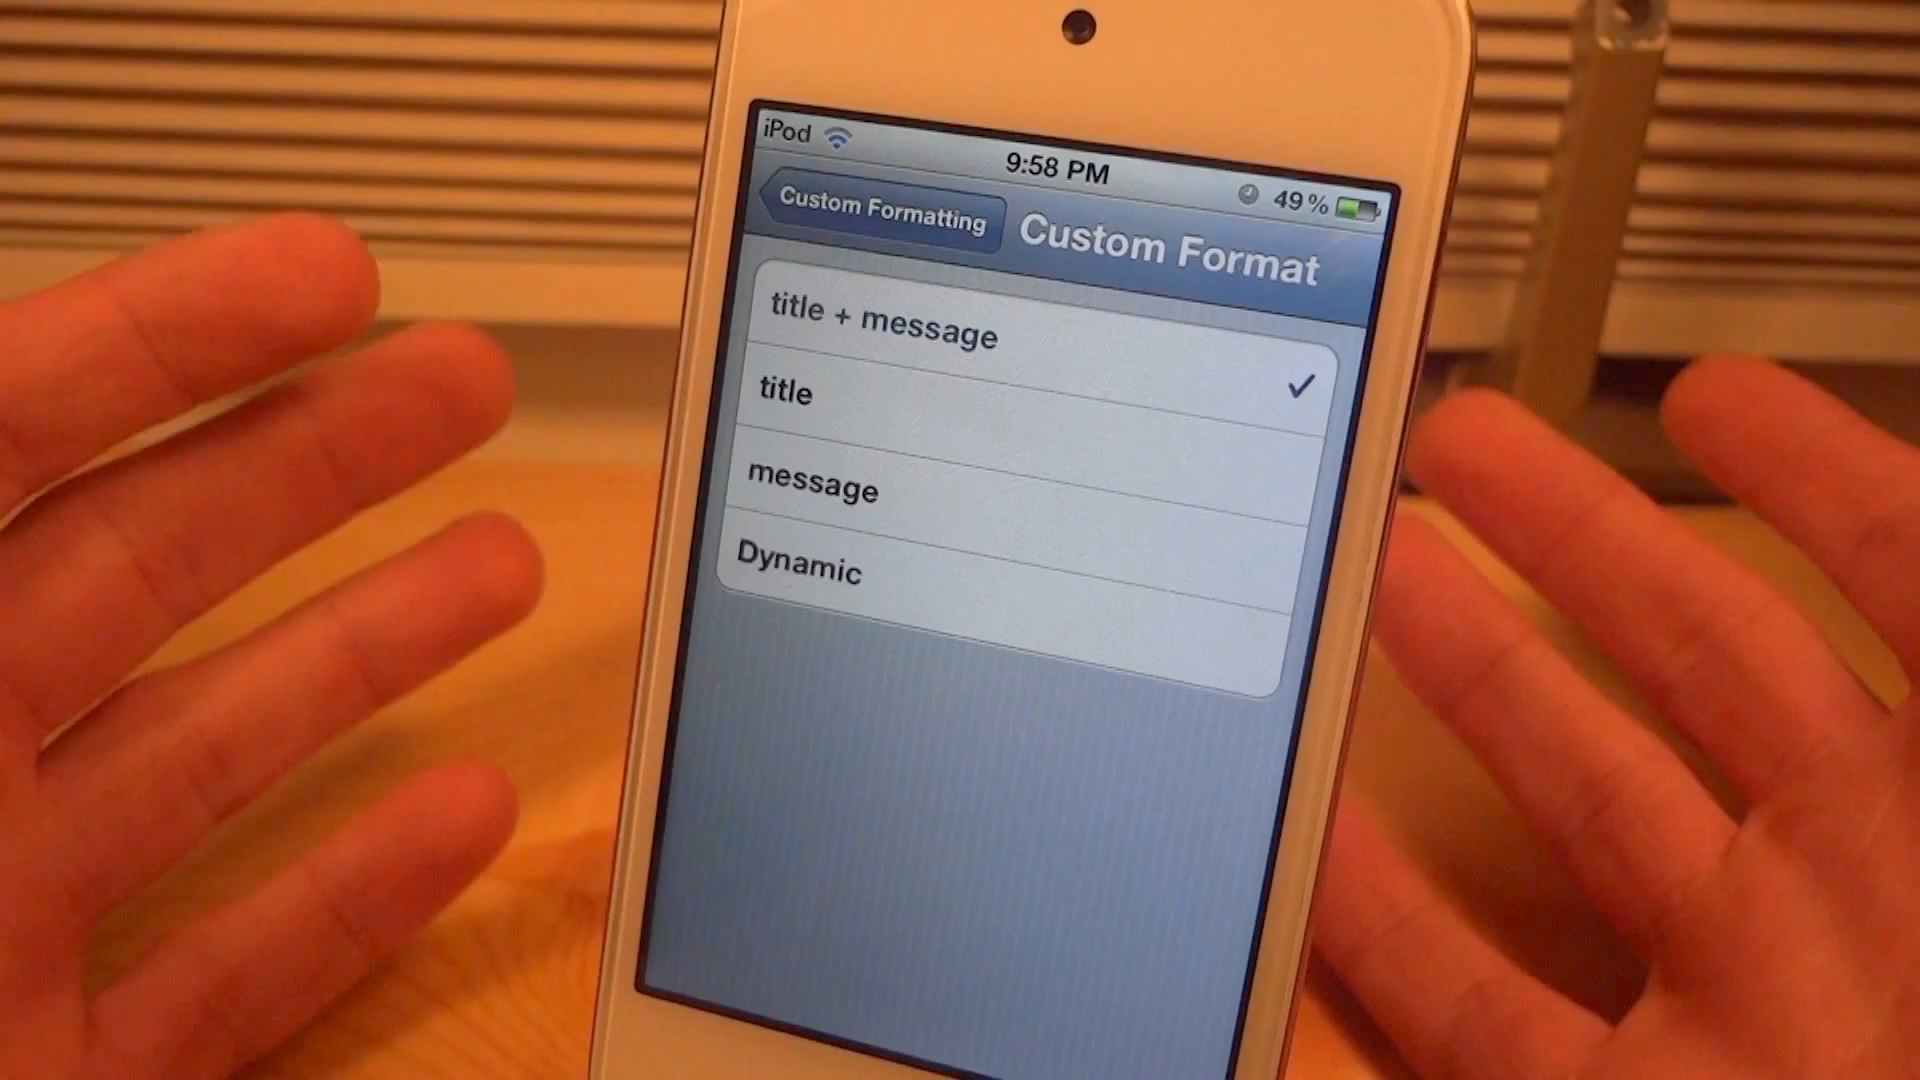 iPod
9:58 PM
49%
Custom Formatting
Custom Format
title + message
title
message
Dynamic